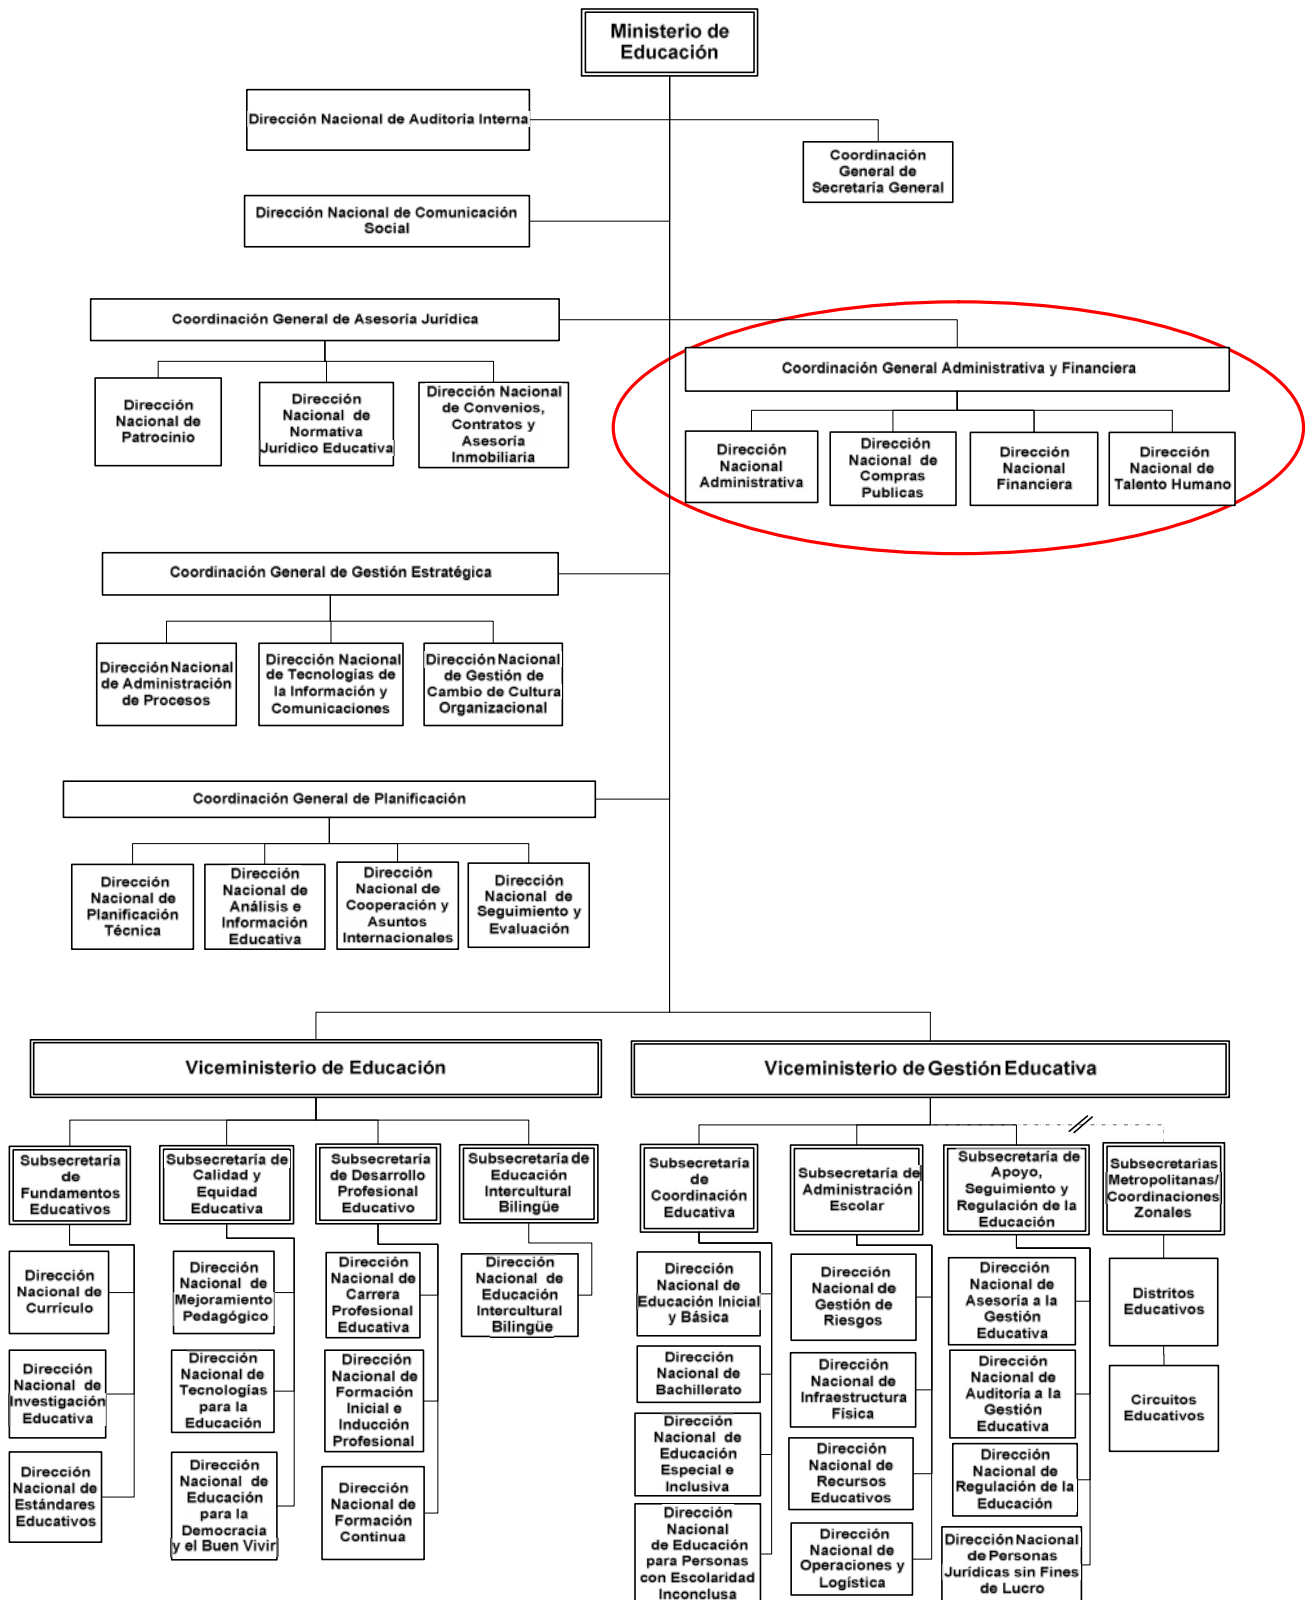 Ministerio de
Educación
Dirección Nacional de Auditoría Interna
Coordinación
General de
Secretaría General
Dirección Nacional de Comunicación
Social
Coordinación General de Asesoría Jurídica
Dirección
Nacional de
Patrocinio
Dirección
Nacional de
Normativa
Jurídico Educativa
Dirección Nacional
de Convenios,
Contratos y
Asesoría
Inmobiliaria
Coordinación General Administrativa y Financiera
Dirección
Nacional
Administrativa
Dirección
Nacional de
Compras
Publicas
Dirección
Nacional
Financiera
Dirección
Nacional de
Talento Humano
Coordinación General de Gestión Estratégica
Dirección Nacional
de Administración
de Procesos
Dirección Nacional
de Tecnologías de
la Información y
Comunicaciones
Dirección Nacional
de Gestión de
Cambio de Cultura
Organizacional
Coordinación General de Planificación
Dirección
Nacional de
Planificación
Técnica
Dirección
Nacional de
Análisis e
Información
Educativa
Dirección
Nacional de
Cooperación y
Asuntos
Internacionales
Dirección
Nacional de
Seguimiento y
Evaluación
Viceministerio de Educación
Subsecretaría
de
Fundamentos
Educativos
Dirección
Nacional de
Currículo
Dirección
Nacional de
Investigación
Educativa
Dirección
Nacional de
Estándares
Educativos
Subsecretaría de
Calidad y
Equidad
Educativa
Dirección
Nacional de
Mejoramiento
Pedagógico
Dirección
Nacional de
Tecnologías
para la
Educación
Dirección
Nacional de
Educación
para la
Democracia
y el Buen Vivir
Subsecretaría
de Desarrollo
Profesional
Educativo
Dirección
Nacional de
Carrera
Profesional
Educativa
Dirección
Nacional de
Formación
Inicial e
Inducción
Profesional
Dirección
Nacional de
Formación
Continua
Subsecretaría de
Educación
Intercultural
Bilingüe
Dirección
Nacional de
Educación
Intercultural
Bilingüe
Viceministerio de Gestión Educativa
Subsecretaría
de
Coordinación
Educativa
Dirección
Nacional de
Educación Inicial
y Básica
Dirección
Nacional de
Bachillerato
Dirección
Nacional de
Educación
Especial e
Inclusiva
Dirección
Nacional
de Educación
para Personas
con Escolaridad
Inconclusa
Subsecretaría de
Administración
Escolar
Dirección
Nacional de
Gestión de
Riesgos
Dirección
Nacional de
Infraestructura
Física
Dirección
Nacional de
Recursos
Educativos
Dirección
Nacional de
Operaciones y
Logística
Subsecretaría de
Apoyo,
Seguimiento y
Regulación de la
Educación
Dirección
Nacional de
Asesoría a la
Gestión
Educativa
Dirección
Nacional de
Auditoría a la
Gestión
Educativa
Dirección
Nacional de
Regulación de la
Educación
Dirección Nacional
de Personas
Jurídicas sin Fines
de Lucro
Subsecretarias
Metropolitanas/
Coordinaciones
Zonales
Distritos
Educativos
Circuitos
Educativos